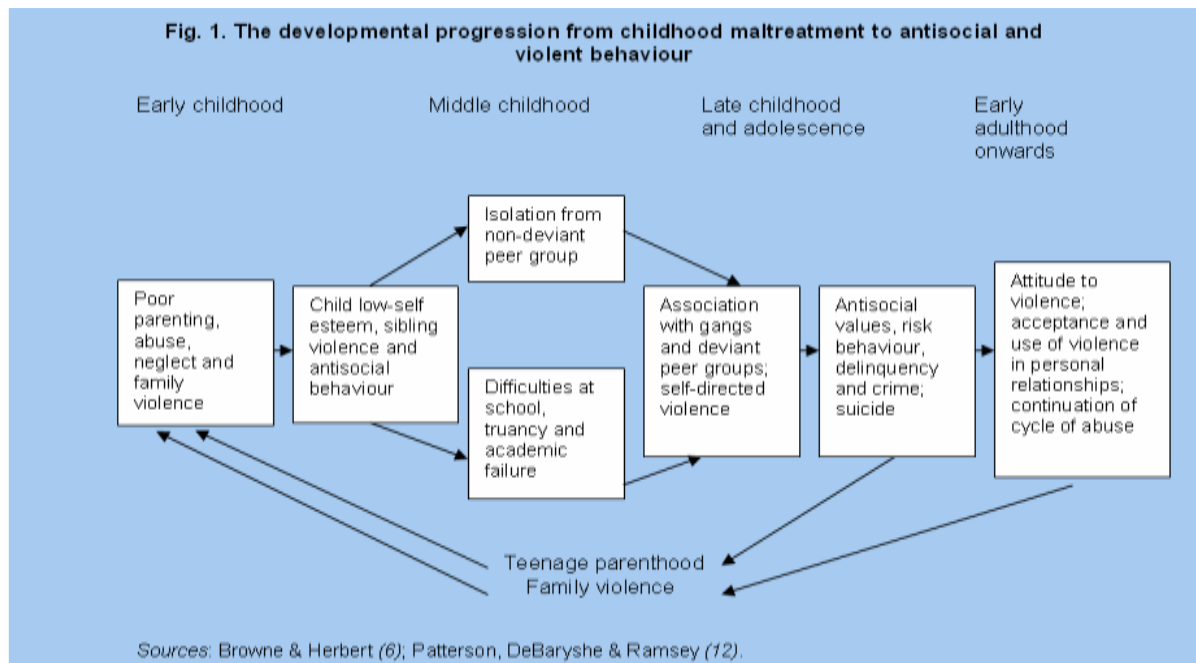 Fig. 1. The developmental progression from childhood maltreatment to antisocial and
violent behaviour
Early childhood
Middle childhood
Late childhood
and adolescence
Early
adulthood
onwards
Isolation from
non-deviant
peer group
Poor
parenting,
abuse,
neglect and
family
violence
Child low-self
esteem, sibling
violence and
antisocial
behaviour
Difficulties at
school,
truancy and
academic
failure
Association
with gangs
and deviant
peer groups;
self-directed
violence
Antisocial
values, risk
behaviour,
delinquency
and crime;
suicide
Attitude to
violence;
acceptance and
use of violence
in personal
relationships;
continuation of
cycle of abuse
Teenage parenthood
Family violence
Sources: Browne & Herbert (6); Patterson, DeBaryshe & Ramsey (12).